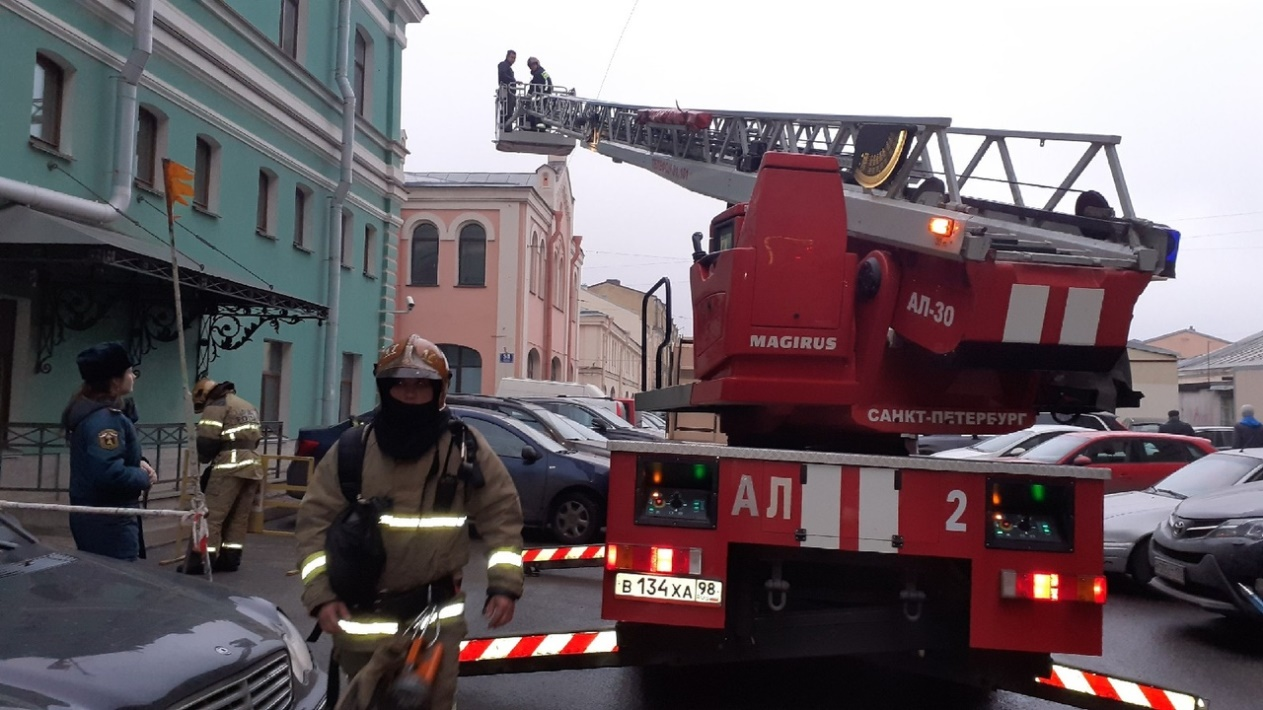 АЛ-30
MAGIRUS
САНКТ-ПЕТЕРБУРГ
АЛ 2
В 134 ХА 98